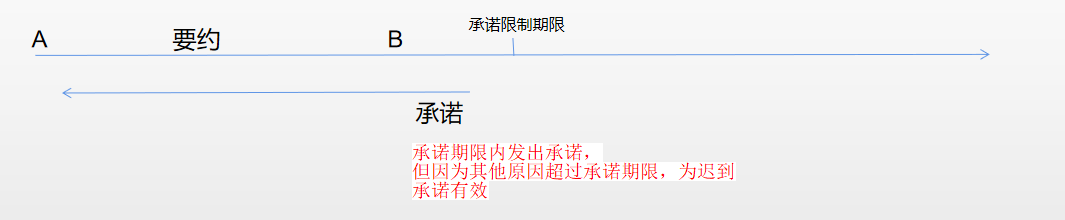 承诺限制期限
A 要约 B
承诺
承诺期限内发出承诺，
但因为其他原因超过承诺期限，为迟到
承诺有效